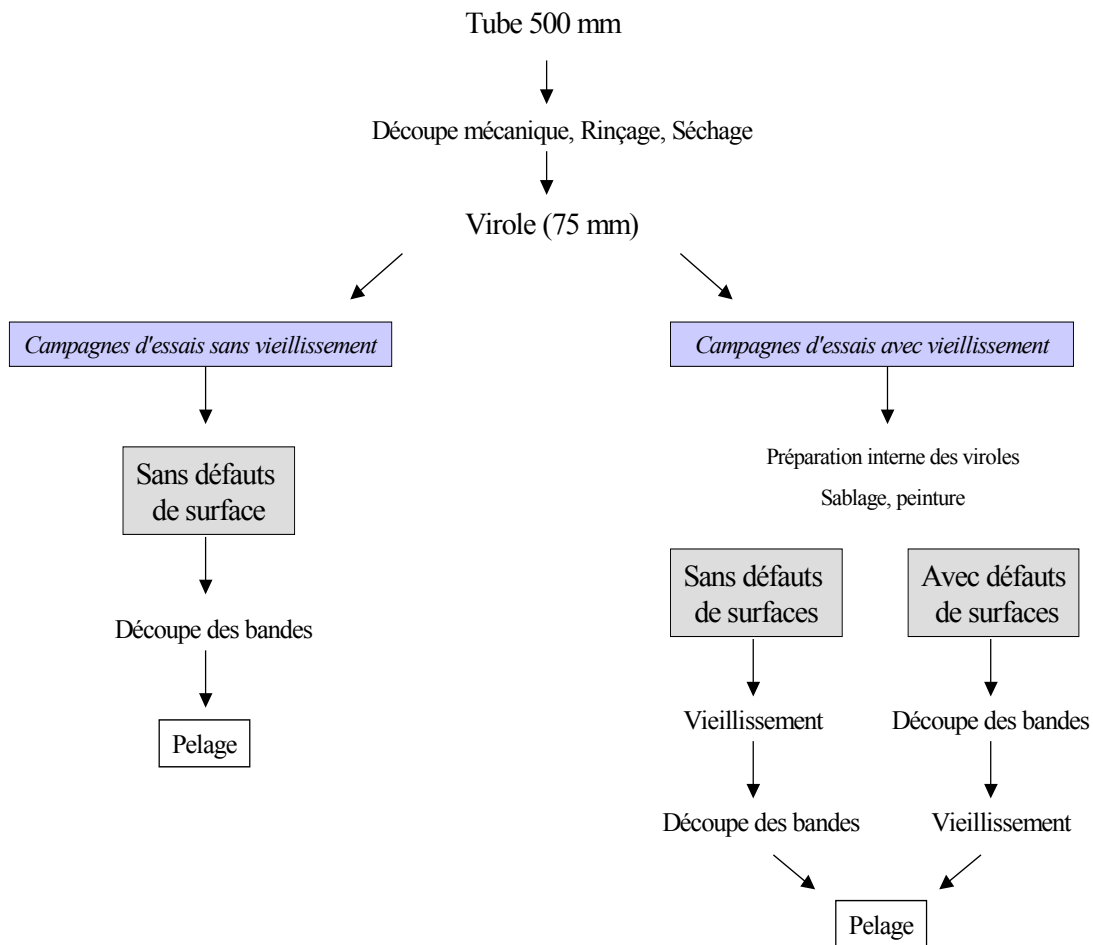 Tube 500 mm
Découpe mécanique, Rinçage, Séchage
Virole (75 mm)
Campagnes d'essais sans vieillissement
Sans défauts
de surface
Découpe des bandes
Pelage
Campagnes d'essais avec vieillissement
Préparation interne des viroles
Sablage, peinture
Sans défauts
de surfaces
Vieillissement
Découpe des bandes
Avec défauts
de surfaces
Découpe des bandes
Vieillissement
Pelage